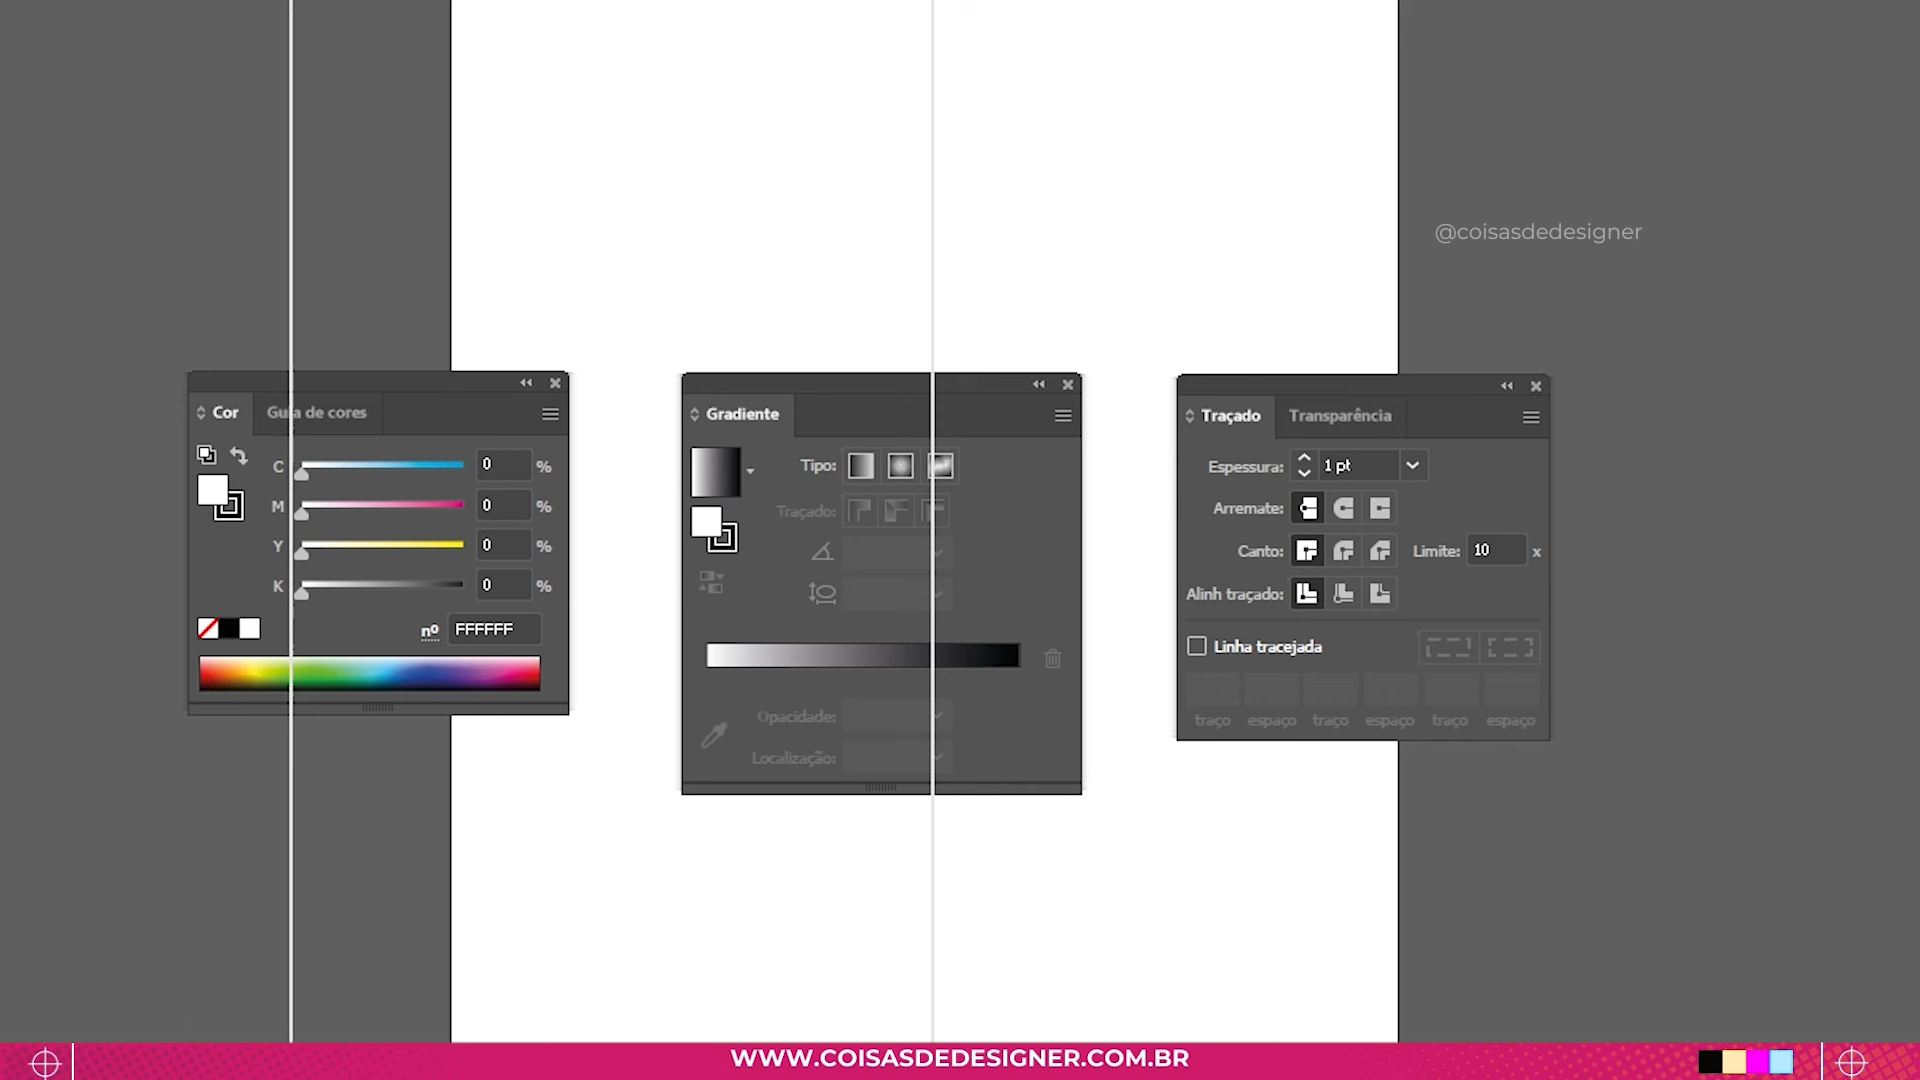 @coisasdedesigner
Cor
Guia de cores
C 0 %
M 0 %
Y 0 %
K 0 %
nº FFFFFF
Gradiente
Tipo:
Traçado:
Opacidade:
Localização:
Traçado
Transparência
Espessura: 1 pt
Arremate:
Canto:
Limite: 10 x
Alinh traçado:
Linha tracejada
traço espaço traço espaço traço espaço
WWW.COISASDEDESIGNER.COM.BR